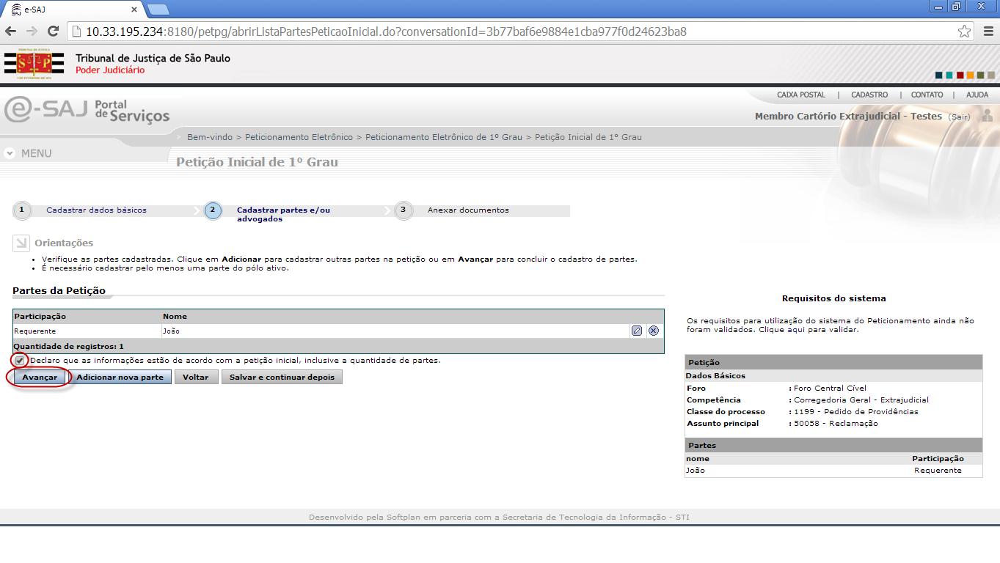 e-SAJ
10.33.195.234:8180/petpg/abrirListaPartesPeticaoInicial.do?conversationId=3b77baf6e9884e1cba977f0d24623ba8
S P
Tribunal de Justiça de São Paulo
Poder Judiciário
CAIXA POSTAL | CADASTRO | CONTATO | AJUDA
e-SAJ Portal de Serviços
Membro Cartório Extrajudicial - Testes (Sair)
Bem-vindo > Peticionamento Eletrônico > Peticionamento Eletrônico de 1º Grau > Petição Inicial de 1º Grau
MENU
Petição Inicial de 1º Grau
1 Cadastrar dados básicos
2 Cadastrar partes e/ou
advogados
3 Anexar documentos
Orientações
• Verifique as partes cadastradas. Clique em Adicionar para cadastrar outras partes na petição ou em Avançar para concluir o cadastro de partes.
• É necessário cadastrar pelo menos uma parte do pólo ativo.
Partes da Petição
Participação Nome
Requerente João
Quantidade de registros: 1
Declaro que as informações estão de acordo com a petição inicial, inclusive a quantidade de partes.
Avançar Adicionar nova parte Voltar Salvar e continuar depois
Requisitos do sistema
Os requisitos para utilização do sistema do Peticionamento ainda não
foram validados. Clique aqui para validar.
Petição
Dados Básicos
Foro : Foro Central Cível
Competência : Corregedoria Geral - Extrajudicial
Classe do processo : 1199 - Pedido de Providências
Assunto principal : 50058 - Reclamação
Partes
nome Participação
João Requerente
Desenvolvido pela Softplan em parceria com a Secretaria de Tecnologia da Informação - STI